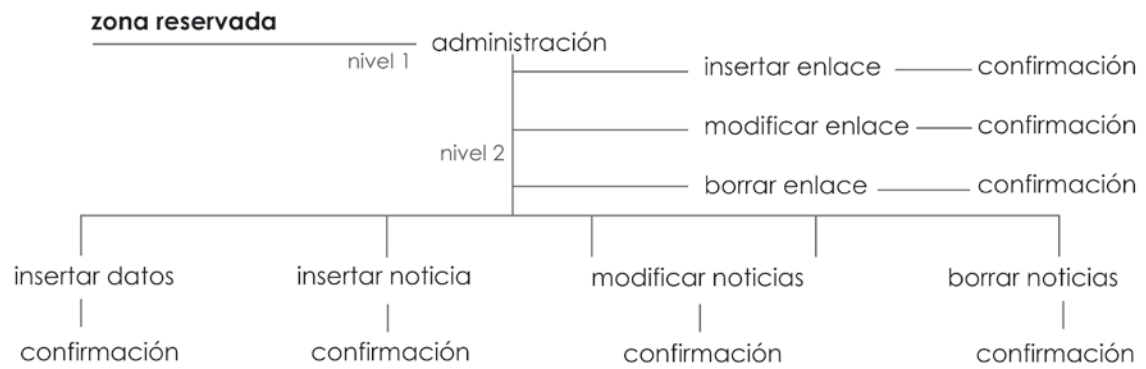 zona reservada
administración
nivel 1
insertar enlace confirmación
modificar enlace confirmación
nivel 2
borrar enlace confirmación
insertar datos insertar noticia modificar noticias borrar noticias
confirmación confirmación confirmación confirmación